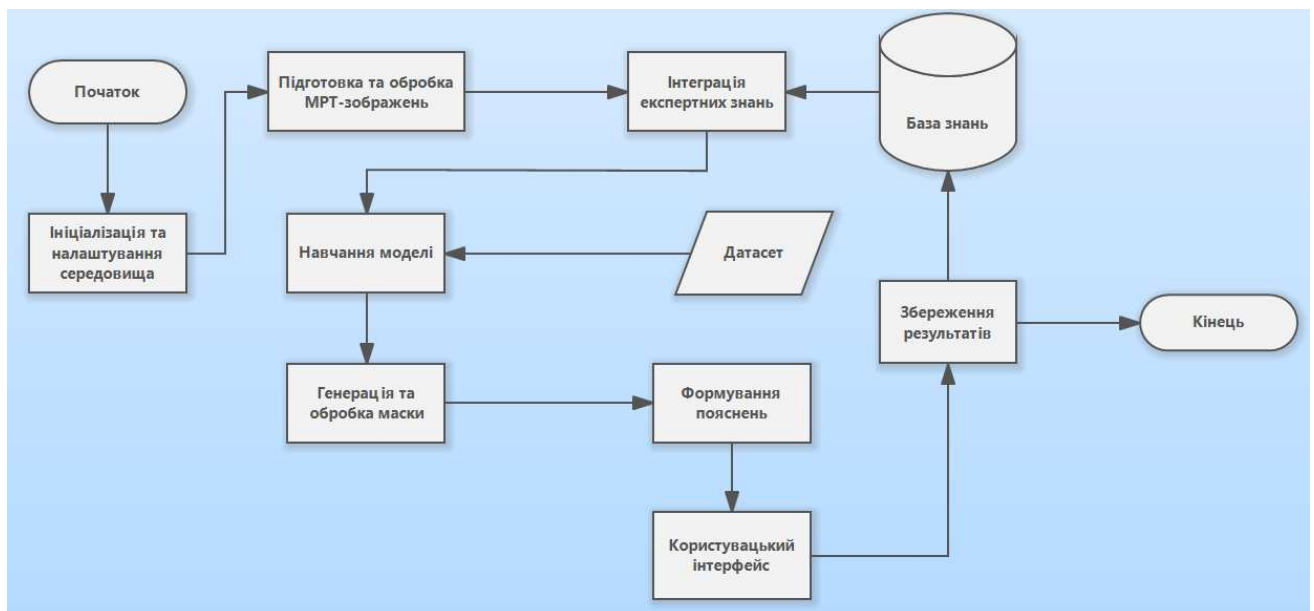 Початок
Підготовка та обробка
МРТ-зображень
Інтеграція
експертних знань
База знань
Ініціалізація та
налаштування
середовища
Навчання моделі
Датасет
Збереження
результатів
Кінець
Генерація та
обробка маски
Формування
пояснень
Користувацький
інтерфейс